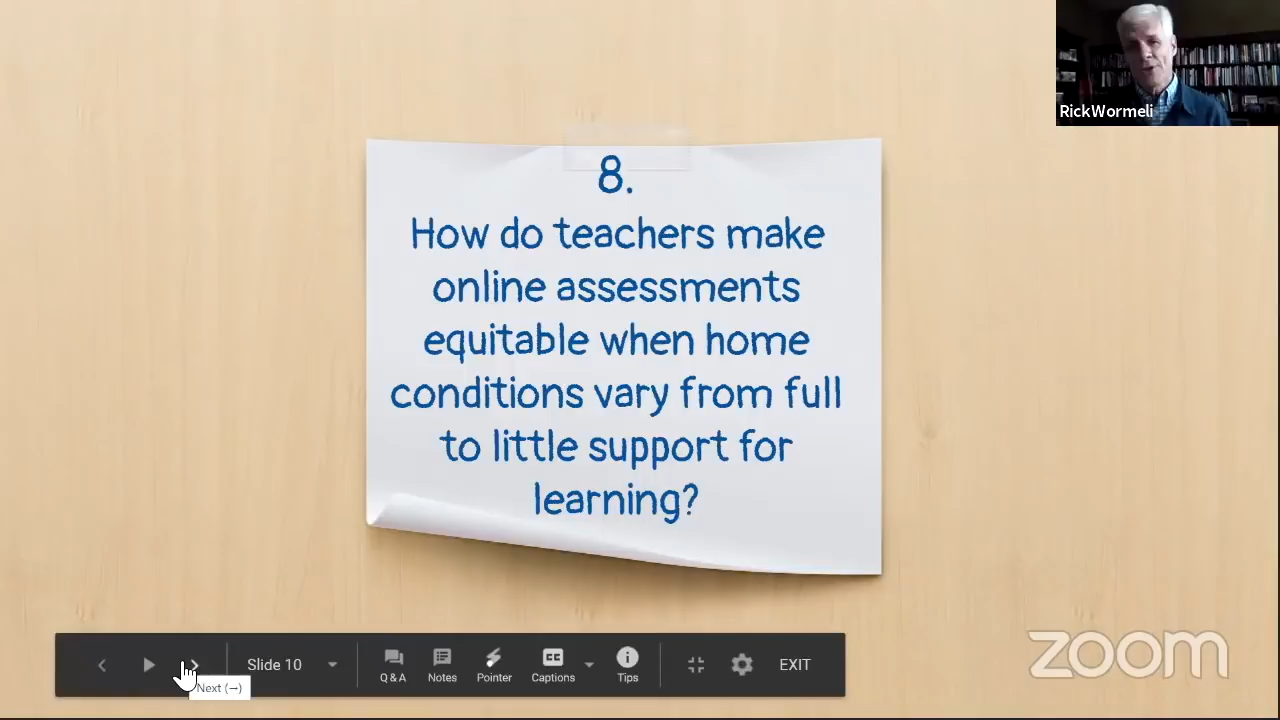 RickWormeli
8.
How do teachers make
online assessments
equitable when home
conditions vary from full
to little support for
learning?
Slide 10
Q&A
Notes
Pointer
Captions
Tips
EXIT
Next (→)
zoom